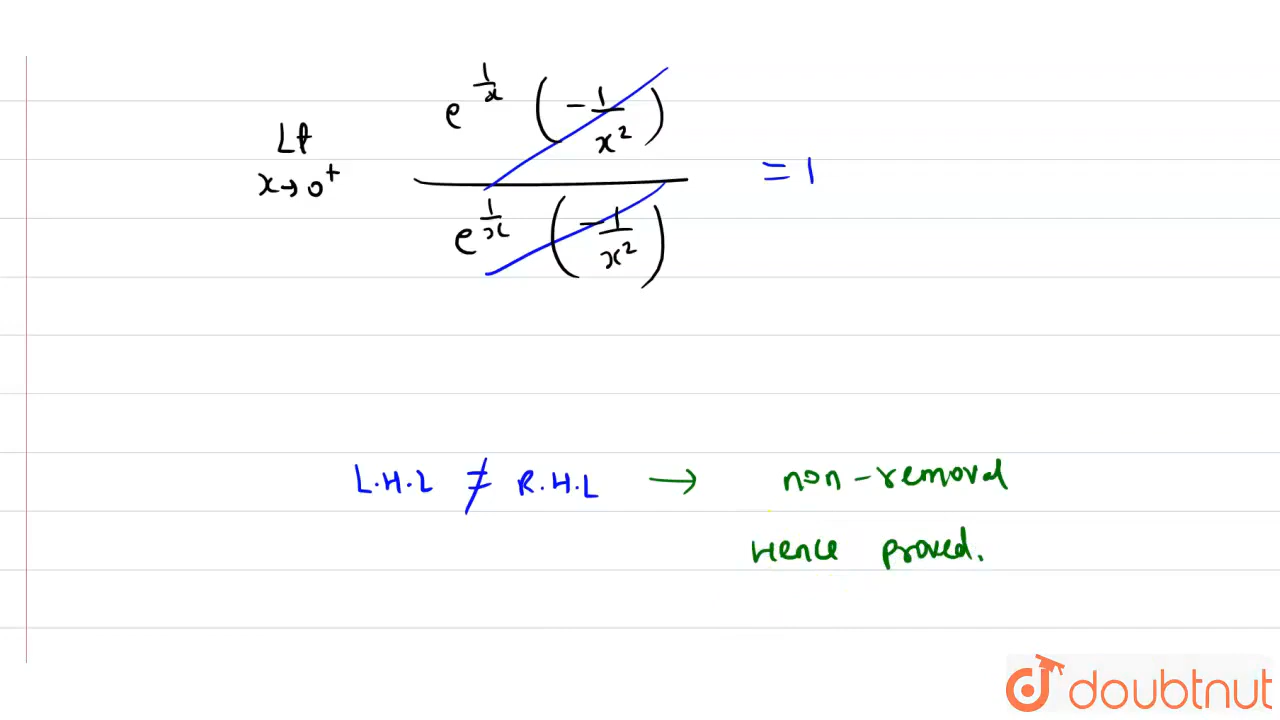 Lt x→0⁺ e^(1/x) (-1/x²) / e^(1/x) (-1/x²) = 1
L.H.L ≠ R.H.L → non-removal
Hence proved.
doubtnut